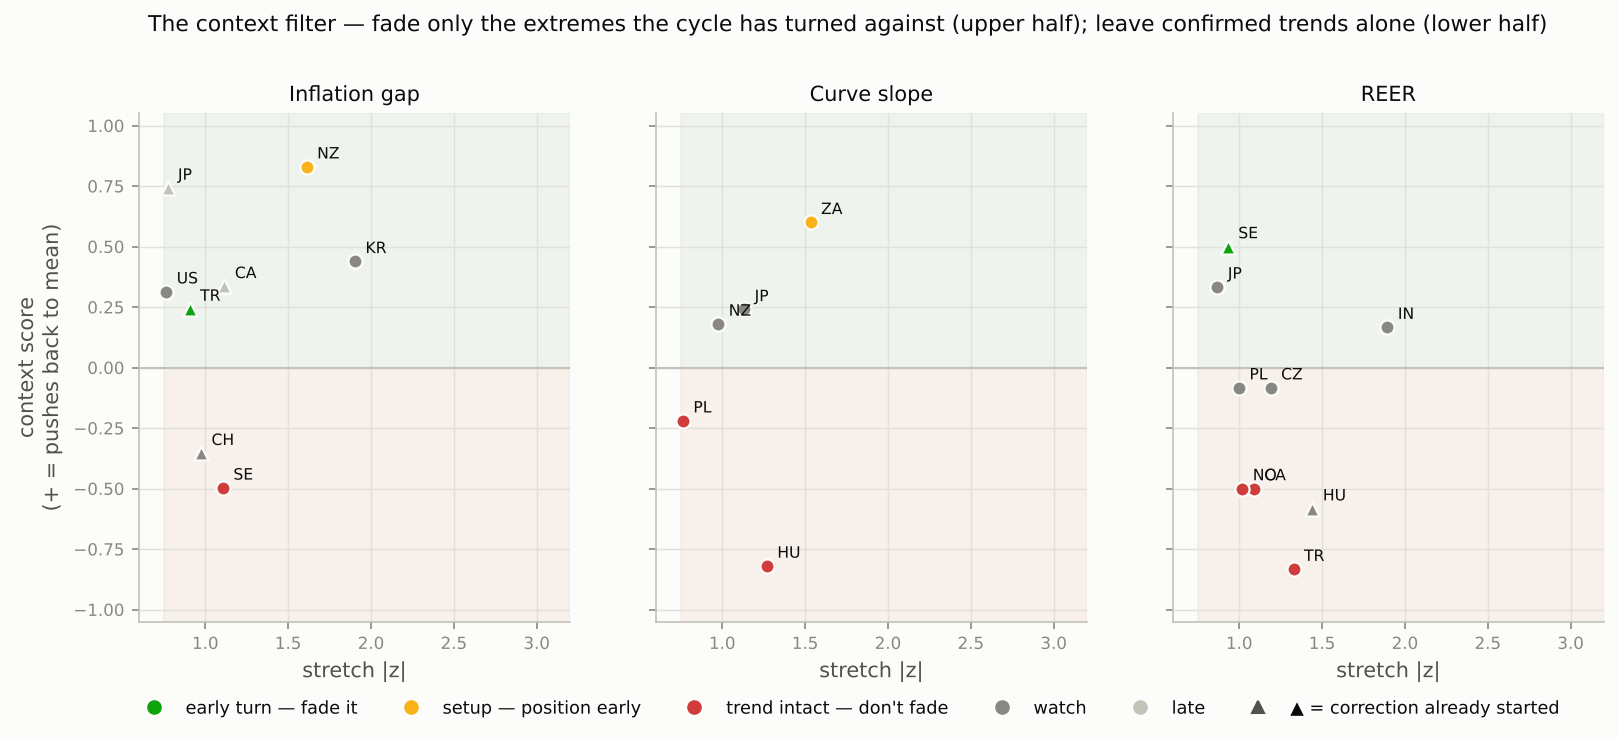 The context filter — fade only the extremes the cycle has turned against (upper half); leave confirmed trends alone (lower half)
Inflation gap
Curve slope
REER
context score
(+ = pushes back to mean)
1.00
0.75
0.50
0.25
0.00
−0.25
−0.50
−0.75
−1.00
NZ
JP
KR
CA
US
TR
CH
SE
1.0 1.5 2.0 2.5 3.0
stretch |z|
ZA
JP
NZ
PL
HU
1.0 1.5 2.0 2.5 3.0
stretch |z|
SE
JP
IN
PL
CZ
NO
HU
TR
1.0 1.5 2.0 2.5 3.0
stretch |z|
early turn — fade it
setup — position early
trend intact — don't fade
watch
late
▲ = correction already started